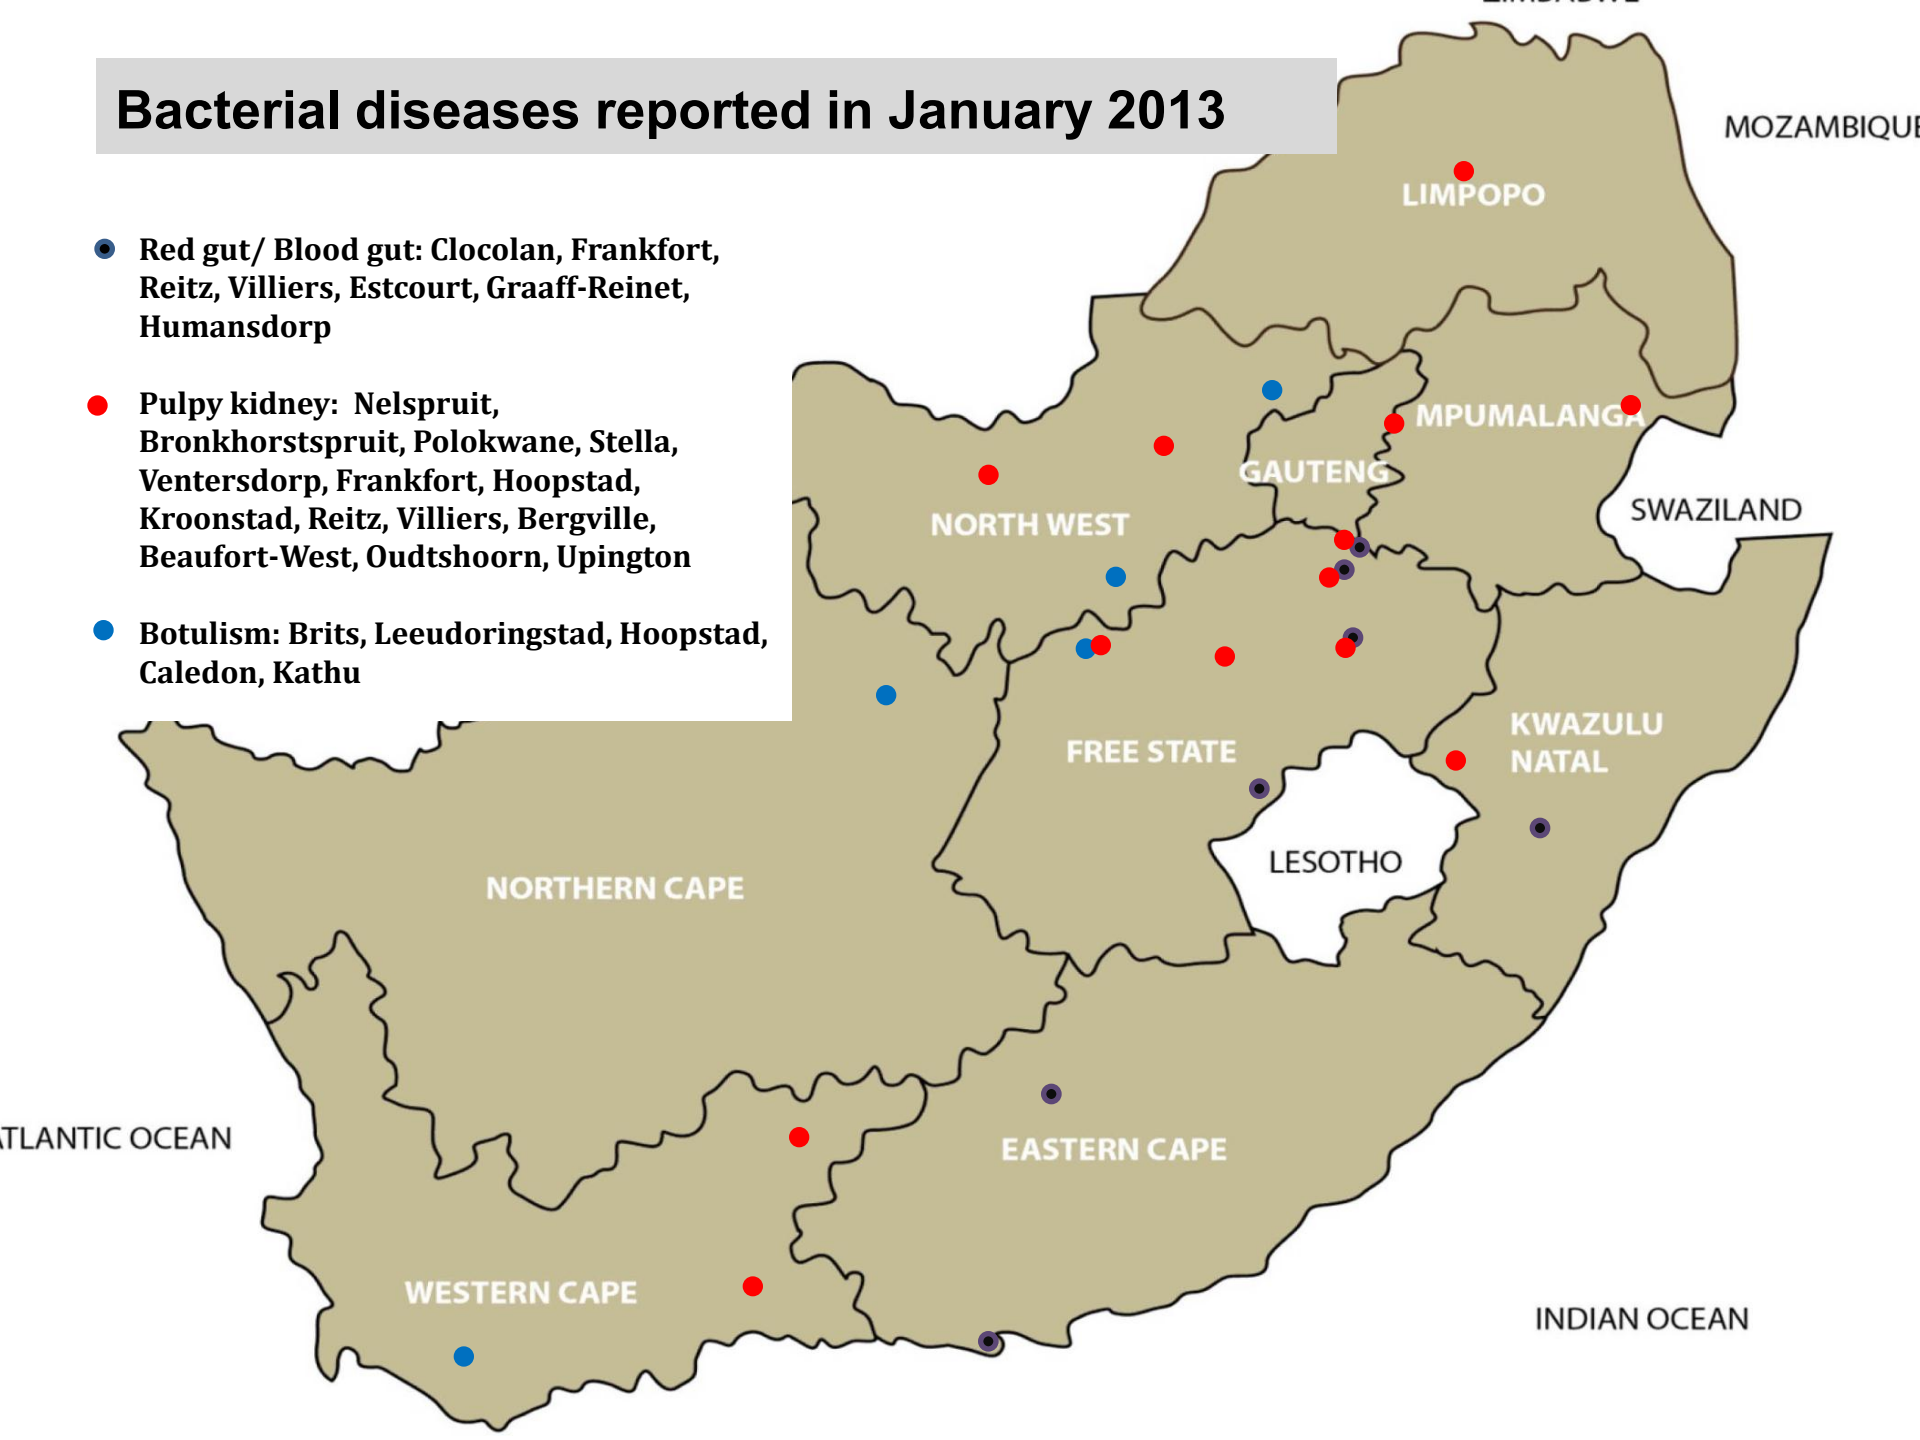 Bacterial diseases reported in January 2013
Red gut/ Blood gut: Clocolan, Frankfort,
Reitz, Villiers, Estcourt, Graaff-Reinet,
Humansdorp
Pulpy kidney: Nelspruit,
Bronkhorstspruit, Polokwane, Stella,
Ventersdorp, Frankfort, Hoopstad,
Kroonstad, Reitz, Villiers, Bergville,
Beaufort-West, Oudtshoorn, Upington
Botulism: Brits, Leeudoringstad, Hoopstad,
Caledon, Kathu
MOZAMBIQUE
LIMPOPO
MPUMALANGA
GAUTENG
SWAZILAND
NORTH WEST
KWAZULU
NATAL
FREE STATE
LESOTHO
NORTHERN CAPE
ATLANTIC OCEAN
EASTERN CAPE
WESTERN CAPE
INDIAN OCEAN